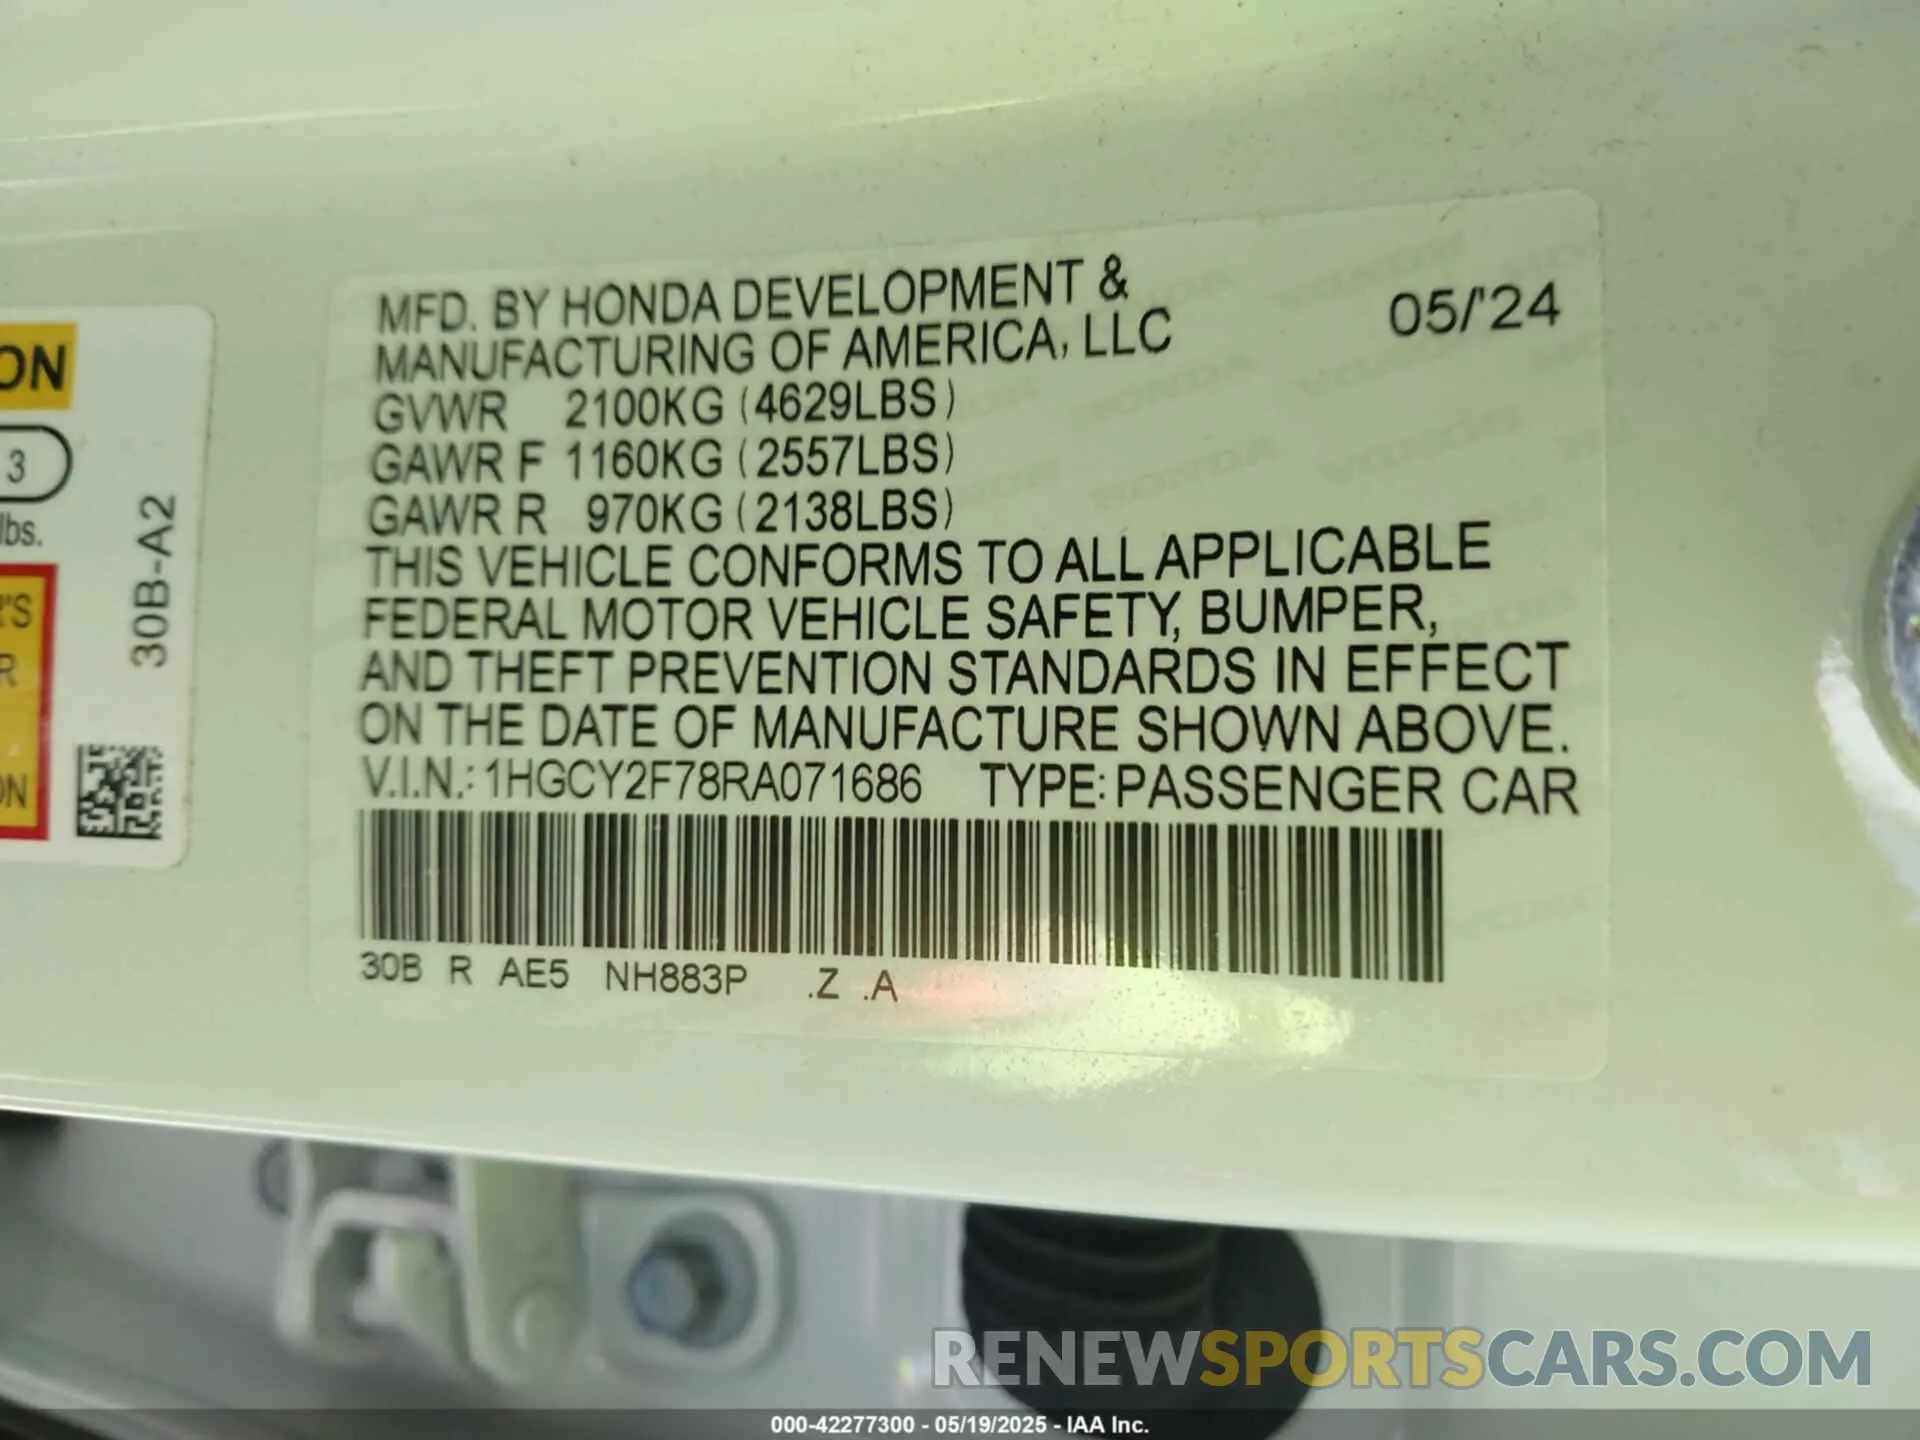 MFD. BY HONDA DEVELOPMENT & 05/'24
MANUFACTURING OF AMERICA, LLC
GVWR 2100KG (4629LBS)
GAWR F 1160KG (2557LBS)
GAWR R 970KG (2138LBS)
THIS VEHICLE CONFORMS TO ALL APPLICABLE
FEDERAL MOTOR VEHICLE SAFETY, BUMPER,
AND THEFT PREVENTION STANDARDS IN EFFECT
ON THE DATE OF MANUFACTURE SHOWN ABOVE.
V.I.N.: 1HGCY2F78RA071686 TYPE: PASSENGER CAR
30B R AE5 NH883P .Z .A
ON
3
lbs.
R'S
R
ON
30B-A2
RENEWSPORTSCARS.COM
000-42277300 - 05/19/2025 - IAA Inc.